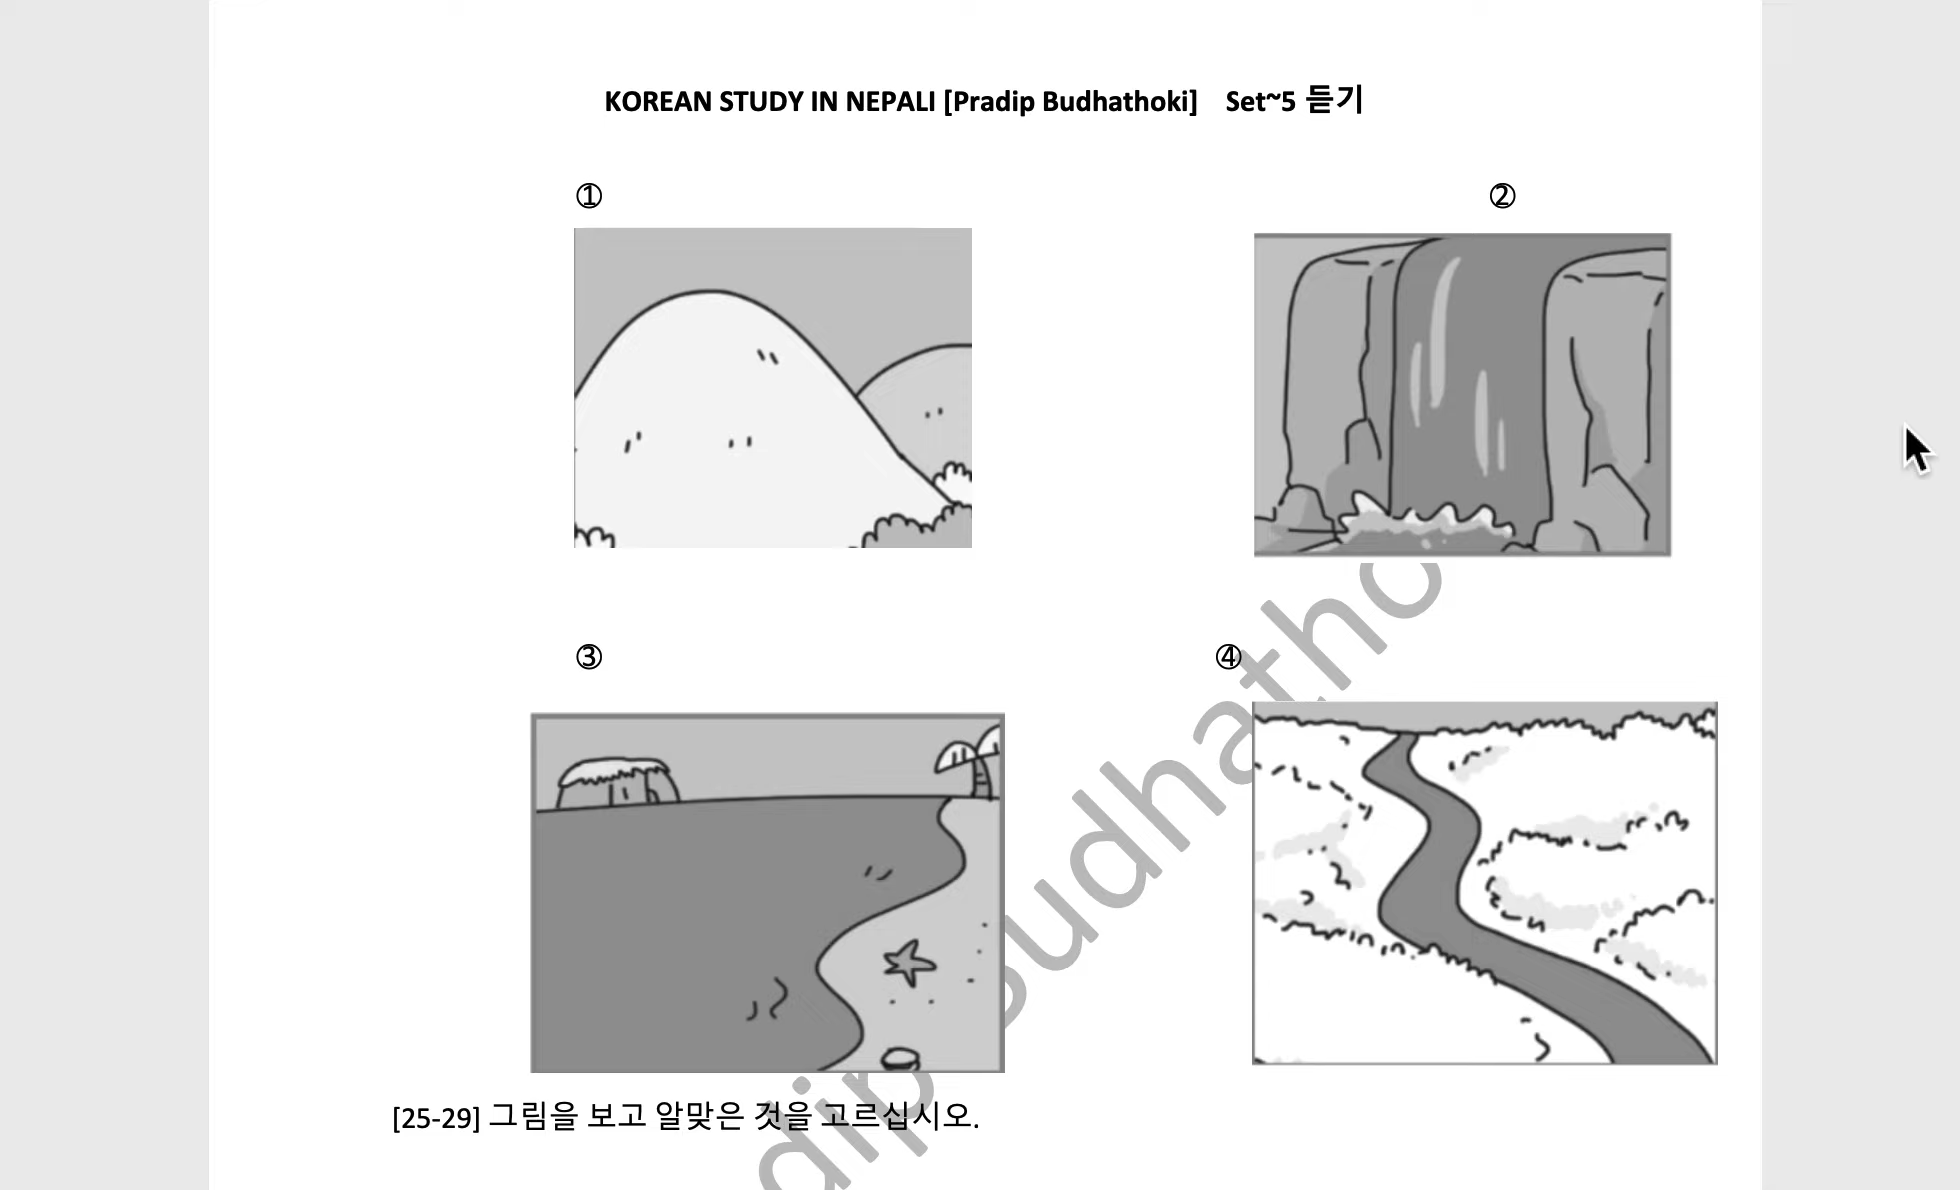 KOREAN STUDY IN NEPALI [Pradip Budhathoki] Set~5 듣기
①
②
③
④
[25-29] 그림을 보고 알맞은 것을 고르십시오.